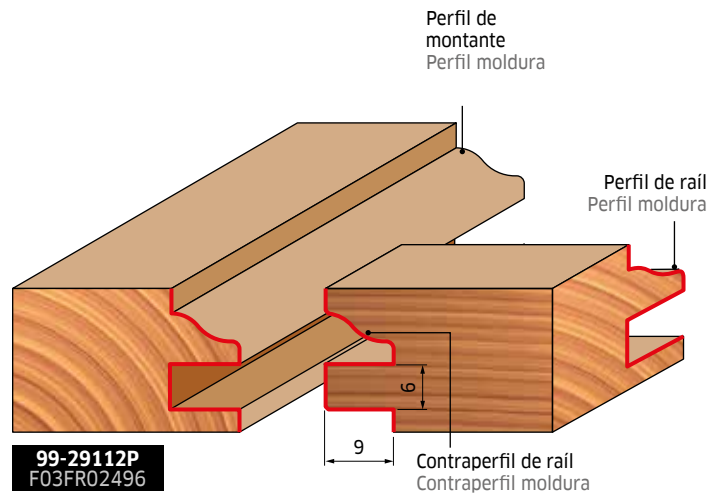 Perfil de
montante
Perfil moldura
Perfil de raíl
Perfil moldura
6
9
Contraperfil de raíl
Contraperfil moldura
99-29112P
F03FR02496